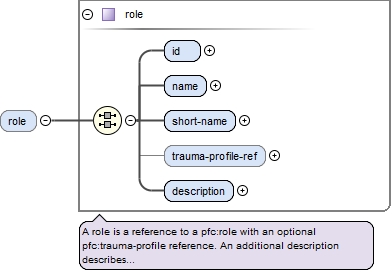 role
role
id
name
short-name
trauma-profile-ref
description
A role is a reference to a pfc:role with an optional
pfc:trauma-profile reference. An additional description
describes...